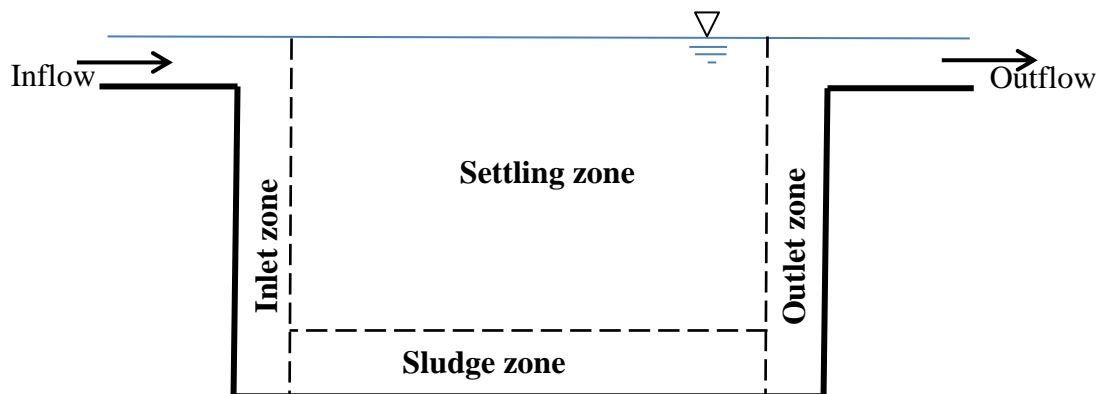 Inflow
Outflow
Settling zone
Inlet zone
Outlet zone
Sludge zone